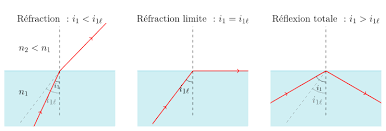 Réfraction : i₁ < i₁ℓ
n₂ < n₁
n₁
i₁
i₁ℓ
Réfraction limite : i₁ = i₁ℓ
i₁ℓ
Réflexion totale : i₁ > i₁ℓ
i₁
i₁ℓ